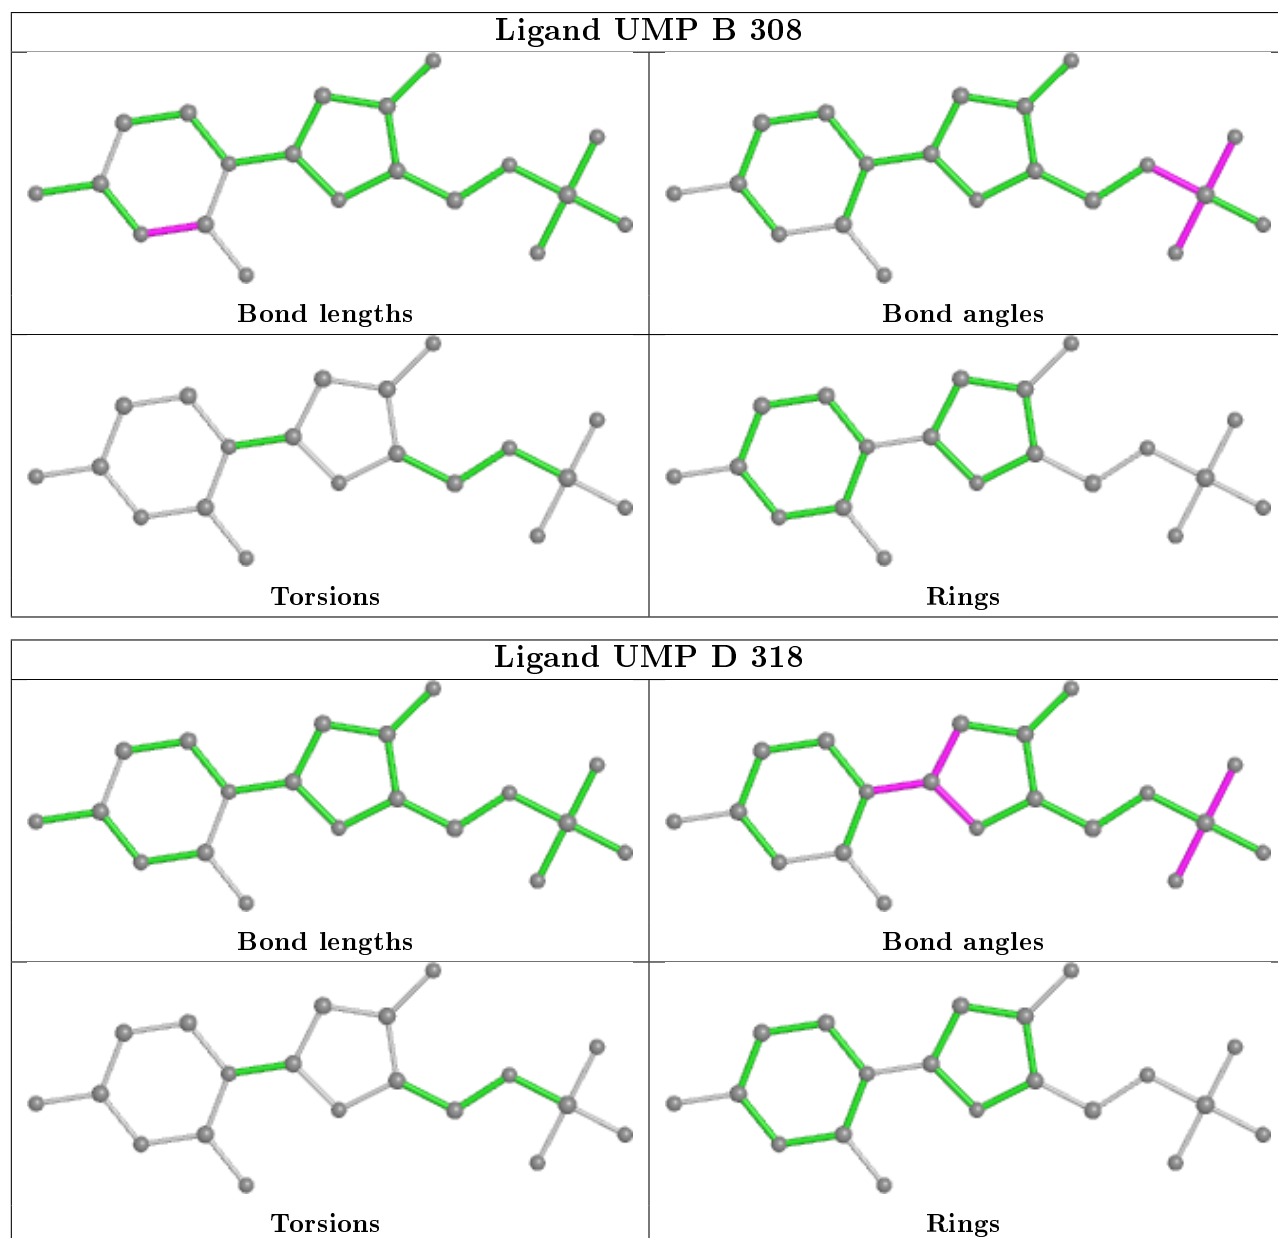 Ligand UMP B 308
Bond lengths
Bond angles
Torsions
Rings
Ligand UMP D 318
Bond lengths
Bond angles
Torsions
Rings